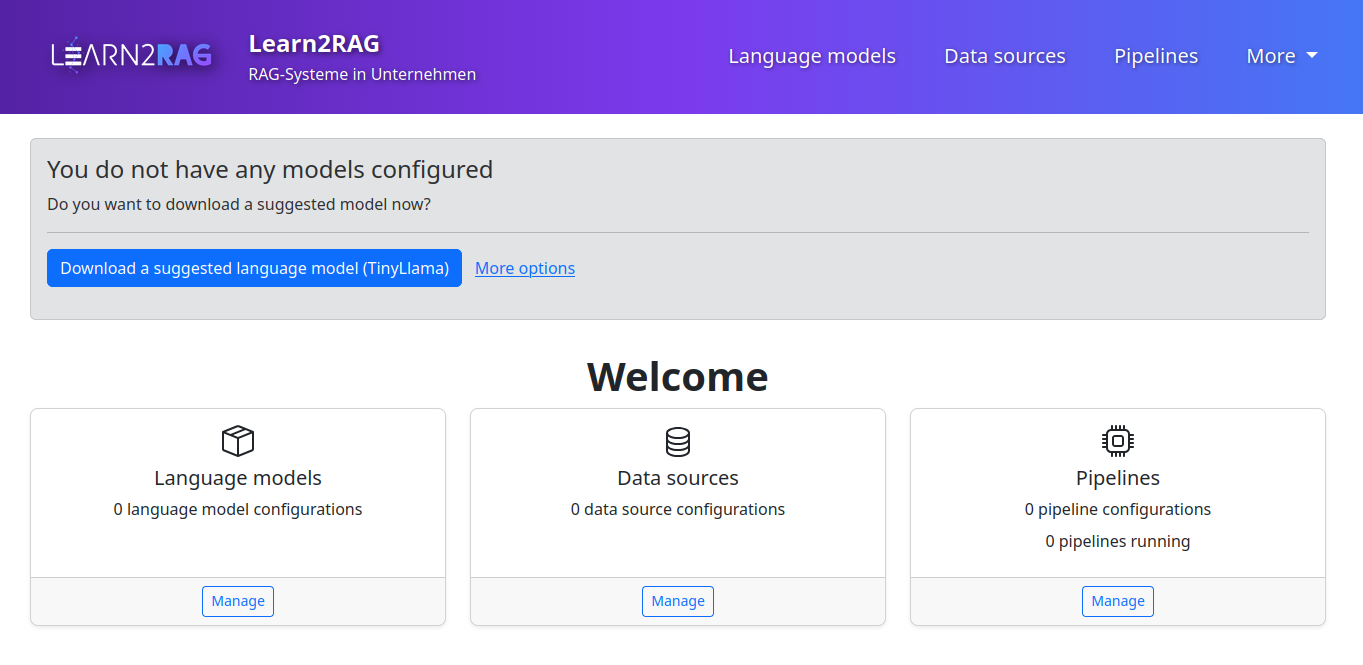 LEARN2RAG
Learn2RAG
RAG-Systeme in Unternehmen
Language models
Data sources
Pipelines
More
You do not have any models configured
Do you want to download a suggested model now?
Download a suggested language model (TinyLlama)
More options
Welcome
Language models
0 language model configurations
Manage
Data sources
0 data source configurations
Manage
Pipelines
0 pipeline configurations
0 pipelines running
Manage